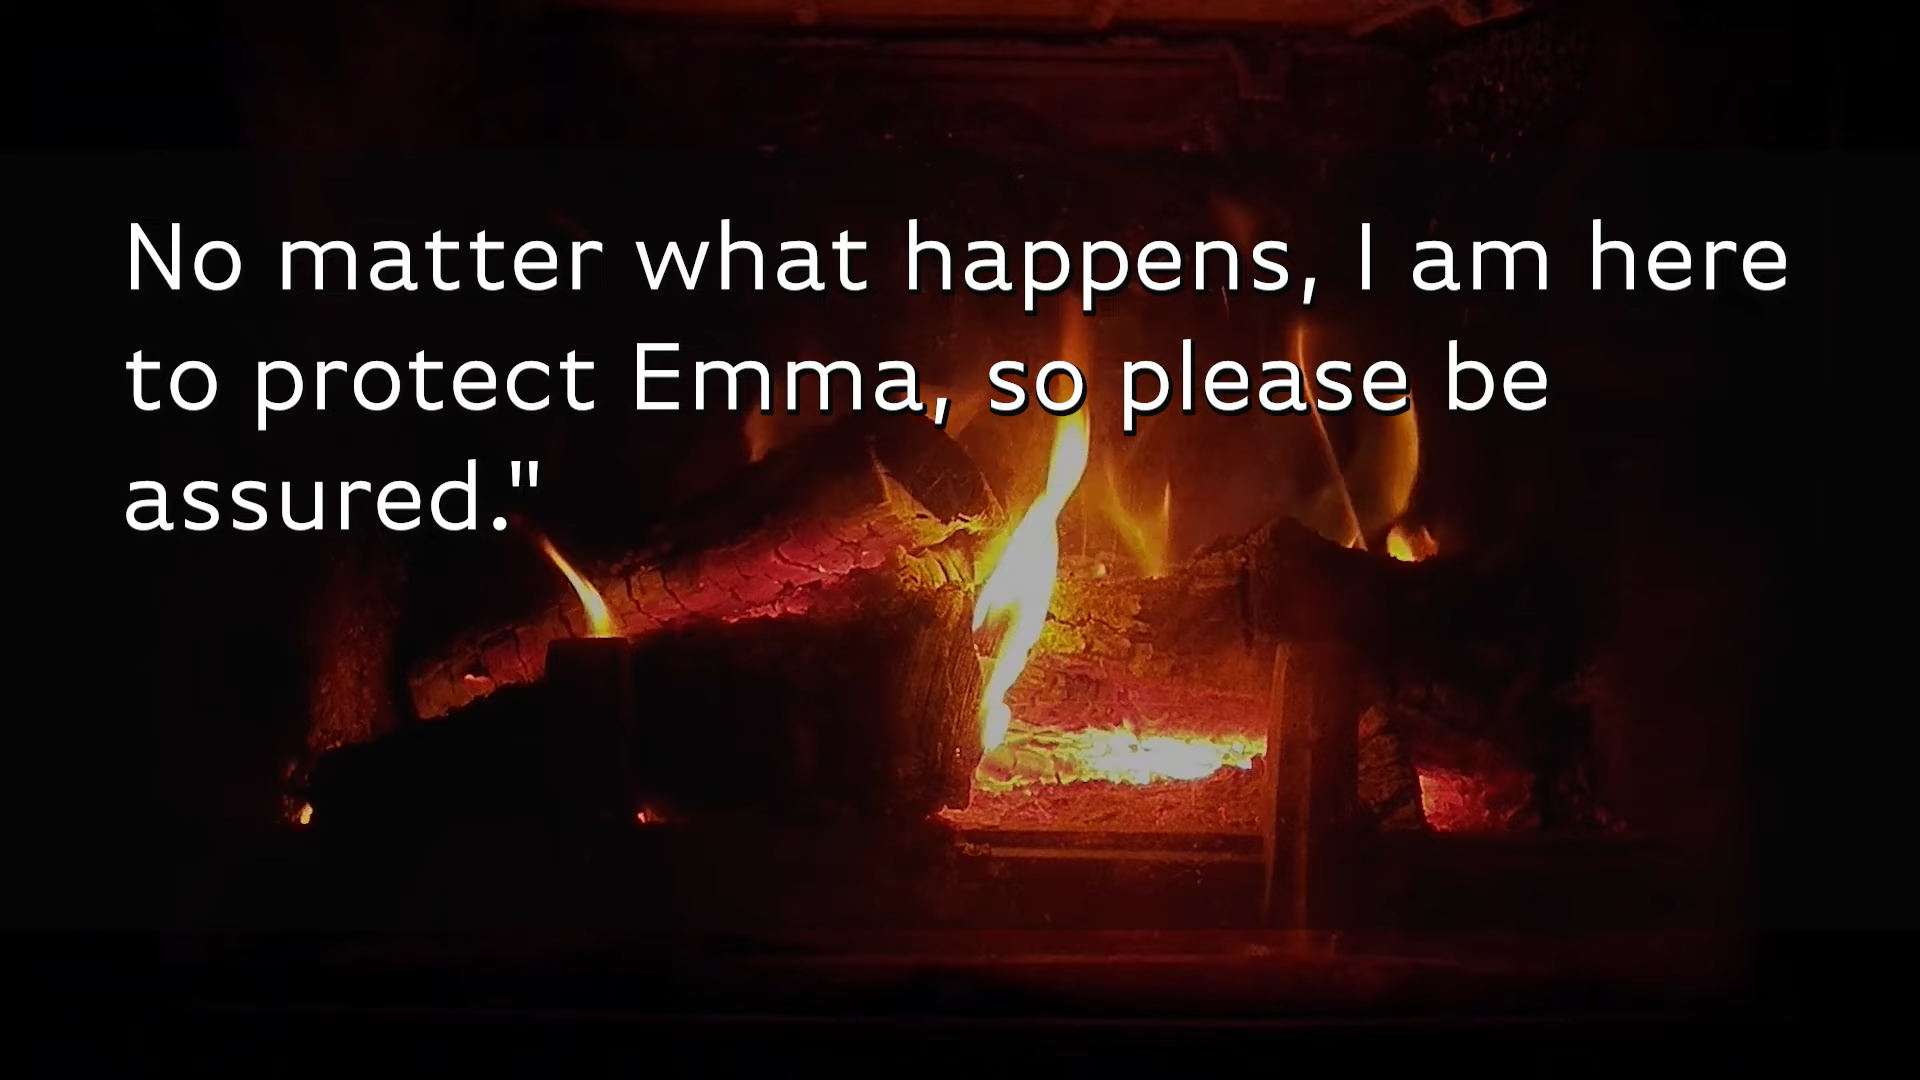 No matter what happens, I am here
to protect Emma, so please be
assured."